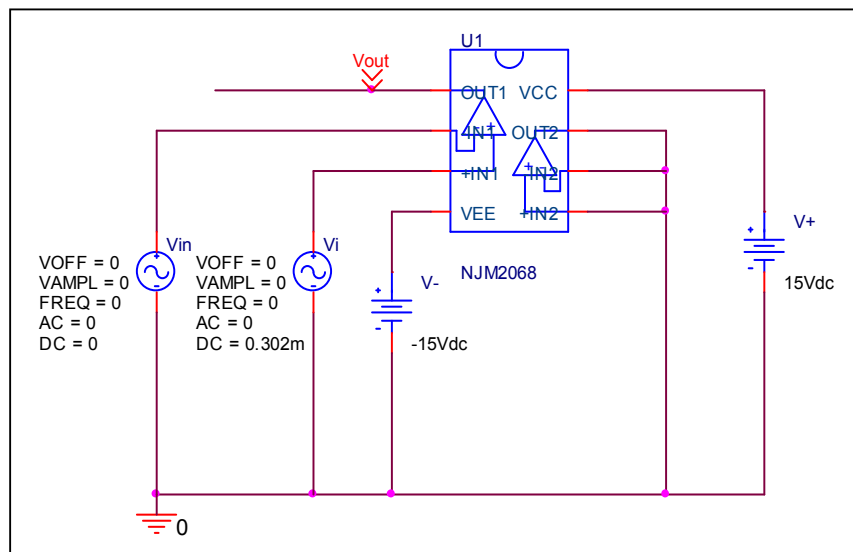 U1
Vout
OUT1
VCC
-IN1
OUT2
+IN1
-IN2
VEE
+IN2
NJM2068
Vin
VOFF = 0
VAMPL = 0
FREQ = 0
AC = 0
DC = 0
Vi
VOFF = 0
VAMPL = 0
FREQ = 0
AC = 0
DC = 0.302m
V-
-15Vdc
V+
15Vdc
0